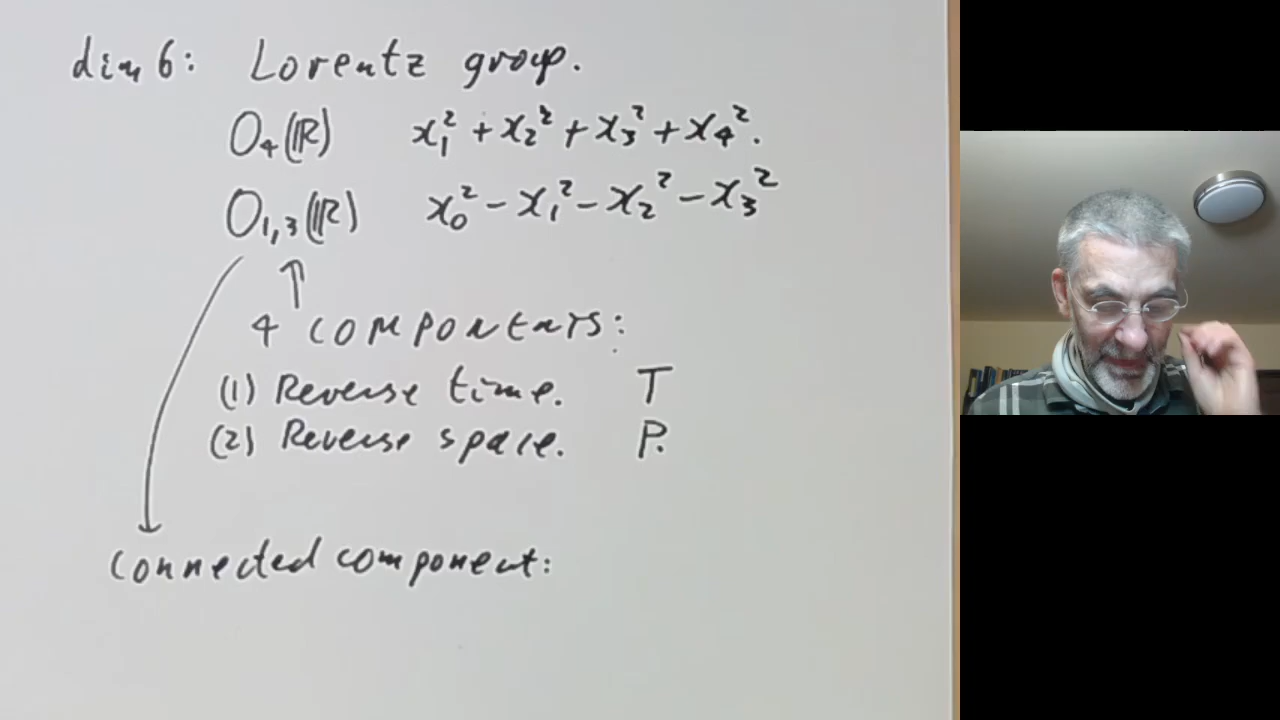 dim 6: Lorentz group.
O₄(ℝ) x₁² + x₂² + x₃² + x₄².
O₁,₃(ℝ) x₀² - x₁² - x₂² - x₃²
4 components:
(1) Reverse time. T
(2) Reverse space. P.
connected component: